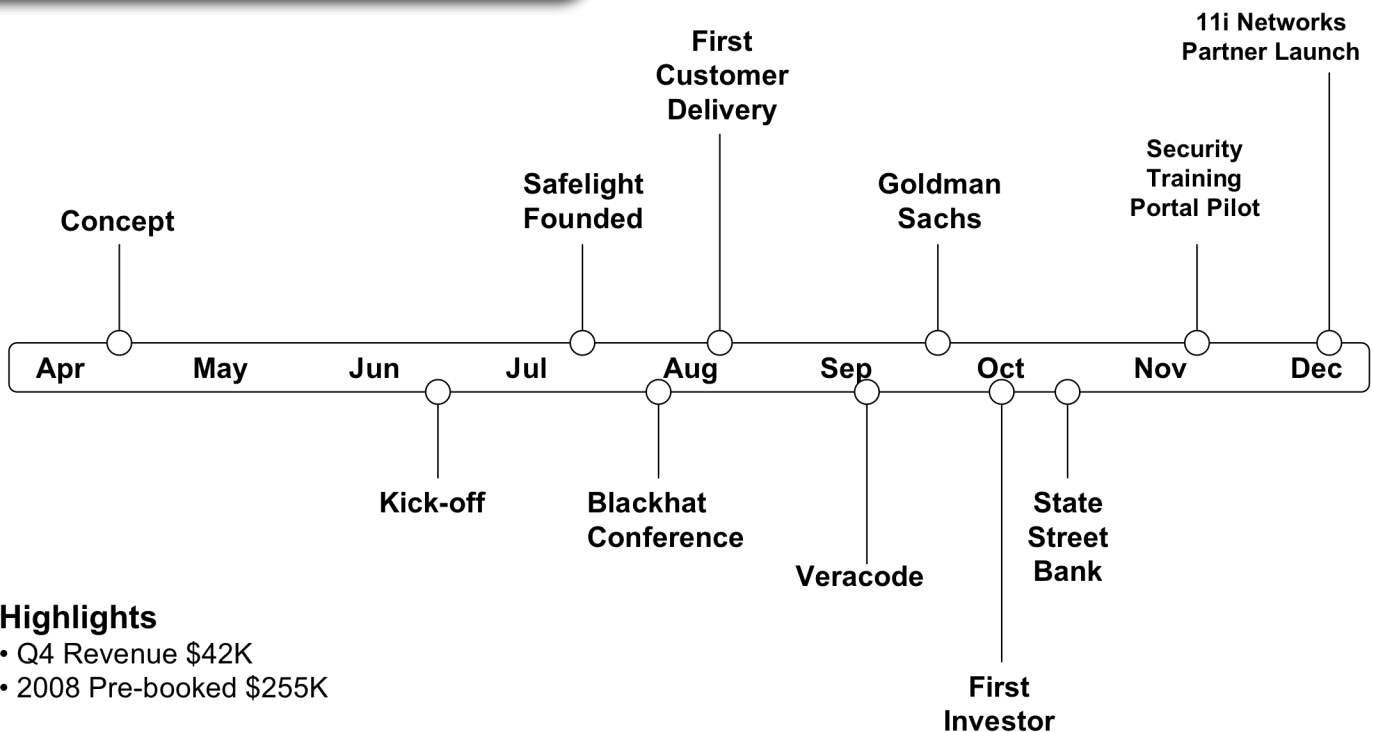 11i Networks
Partner Launch
First
Customer
Delivery
Security
Training
Portal Pilot
Safelight
Founded
Goldman
Sachs
Concept
Apr May Jun Jul Aug Sep Oct Nov Dec
Kick-off
Blackhat
Conference
State
Street
Bank
Veracode
Highlights
• Q4 Revenue $42K
• 2008 Pre-booked $255K
First
Investor